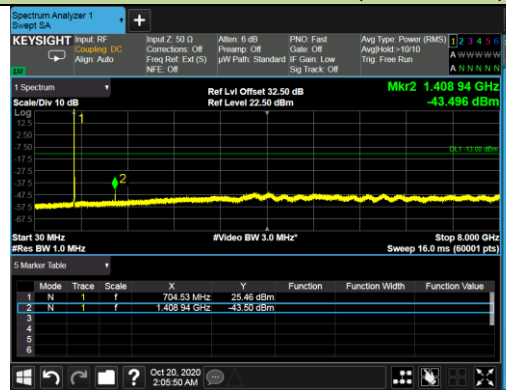 Spectrum Analyzer 1
Swept SA
KEYSIGHT Input: RF Input Z: 50 Ω Atten: 6 dB PNO: Fast Avg Type: Power (RMS) 1 2 3 4 5 6
Coupling: DC Corrections: Off Preamp: Off Gate: Off Avg|Hold:>10/10 A W W W W W
Align: Auto Freq Ref: Ext (S) µW Path: Standard IF Gain: Low Trig: Free Run
NFE: Off Sig Track: Off A N N N N N
1 Spectrum Ref Lvl Offset 32.50 dB Mkr2 1.408 94 GHz
Scale/Div 10 dB Ref Level 22.50 dBm -43.496 dBm
Log
12.5 1
2.50
-7.50
DL1 -13.00 dBm
-17.5
-27.5
2
-37.5
-47.5
-57.5
-67.5
Start 30 MHz #Video BW 3.0 MHz* Stop 8.000 GHz
#Res BW 1.0 MHz Sweep 16.0 ms (60001 pts)
5 Marker Table
Mode Trace Scale X Y Function Function Width Function Value
1 N 1 f 704.53 MHz 25.46 dBm
2 N 1 f 1.408 94 GHz -43.50 dBm
3
4
5
6
? Oct 20, 2020
2:05:50 AM